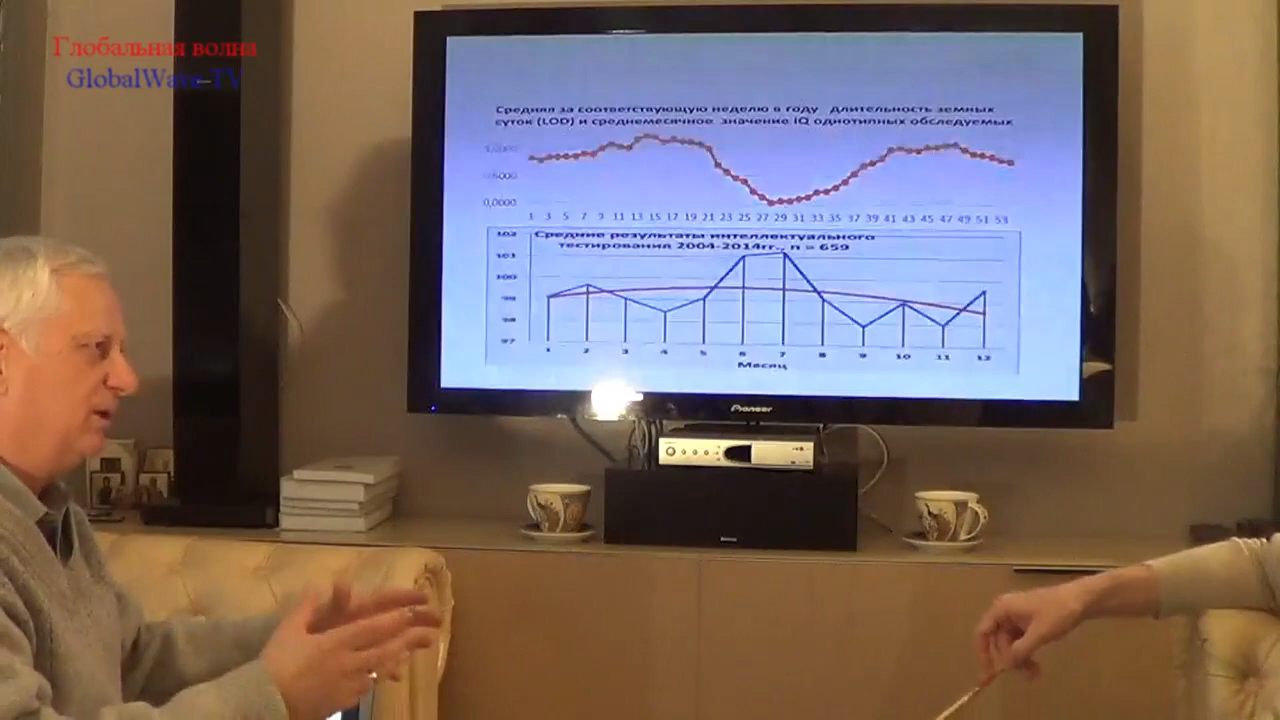 Глобальная волна
GlobalWave-TV
Средняя за соответствующую неделю в году длительность земных
суток (LOD) и среднемесячное значение IQ однотипных обследуемых
0,0000
1 3 5 7 9 11 13 15 17 19 21 23 25 27 29 31 33 35 37 39 41 43 45 47 49 51 53
Средние результаты интеллектуального
тестирования 2004-2014гг., n = 659
102
101
100
99
98
97
1 2 3 4 5 6 7 8 9 10 11 12
Месяц
Pioneer